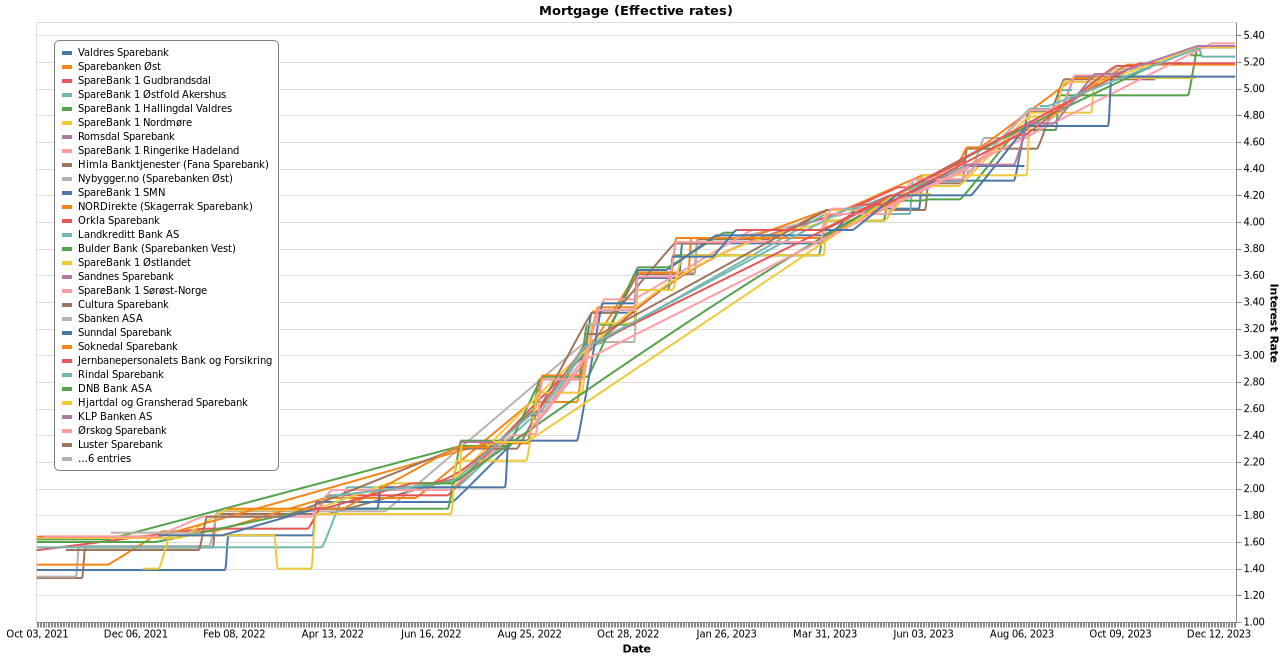 Mortgage (Effective rates)
Valdres Sparebank
Sparebanken Øst
SpareBank 1 Gudbrandsdal
SpareBank 1 Østfold Akershus
SpareBank 1 Hallingdal Valdres
SpareBank 1 Nordmøre
Romsdal Sparebank
SpareBank 1 Ringerike Hadeland
Himla Banktjenester (Fana Sparebank)
Nybygger.no (Sparebanken Øst)
SpareBank 1 SMN
NORDirekte (Skagerrak Sparebank)
Orkla Sparebank
Landkreditt Bank AS
Bulder Bank (Sparebanken Vest)
SpareBank 1 Østlandet
Sandnes Sparebank
SpareBank 1 Sørøst-Norge
Cultura Sparebank
Sbanken ASA
Sunndal Sparebank
Soknedal Sparebank
Jernbanepersonalets Bank og Forsikring
Rindal Sparebank
DNB Bank ASA
Hjartdal og Gransherad Sparebank
KLP Banken AS
Ørskog Sparebank
Luster Sparebank
...6 entries
5.40
5.20
5.00
4.80
4.60
4.40
4.20
4.00
3.80
3.60
3.40
3.20
3.00
2.80
2.60
2.40
2.20
2.00
1.80
1.60
1.40
1.20
1.00
Interest Rate
Oct 03, 2021 Dec 06, 2021 Feb 08, 2022 Apr 13, 2022 Jun 16, 2022 Aug 25, 2022 Oct 28, 2022 Jan 26, 2023 Mar 31, 2023 Jun 03, 2023 Aug 06, 2023 Oct 09, 2023 Dec 12, 2023
Date